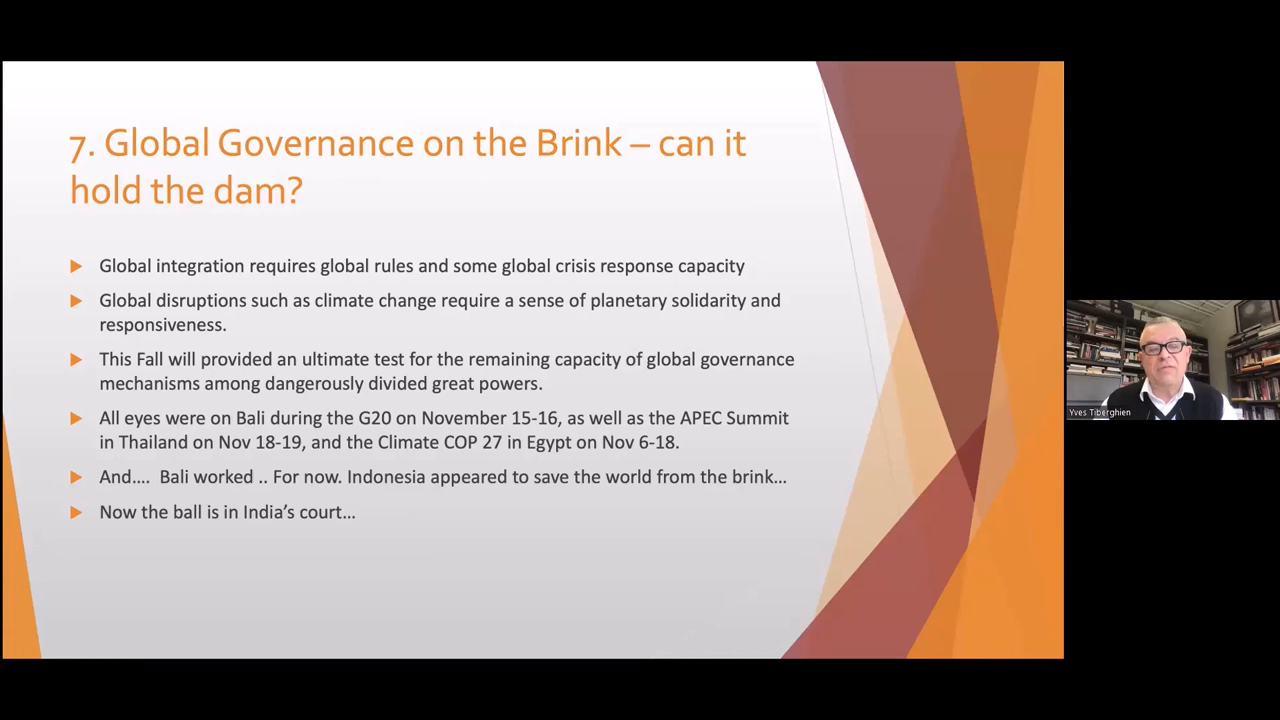 7. Global Governance on the Brink – can it
hold the dam?
Global integration requires global rules and some global crisis response capacity
Global disruptions such as climate change require a sense of planetary solidarity and
responsiveness.
This Fall will provided an ultimate test for the remaining capacity of global governance
mechanisms among dangerously divided great powers.
All eyes were on Bali during the G20 on November 15-16, as well as the APEC Summit
in Thailand on Nov 18-19, and the Climate COP 27 in Egypt on Nov 6-18.
And…. Bali worked .. For now. Indonesia appeared to save the world from the brink…
Now the ball is in India’s court…
Yves Tiberghien